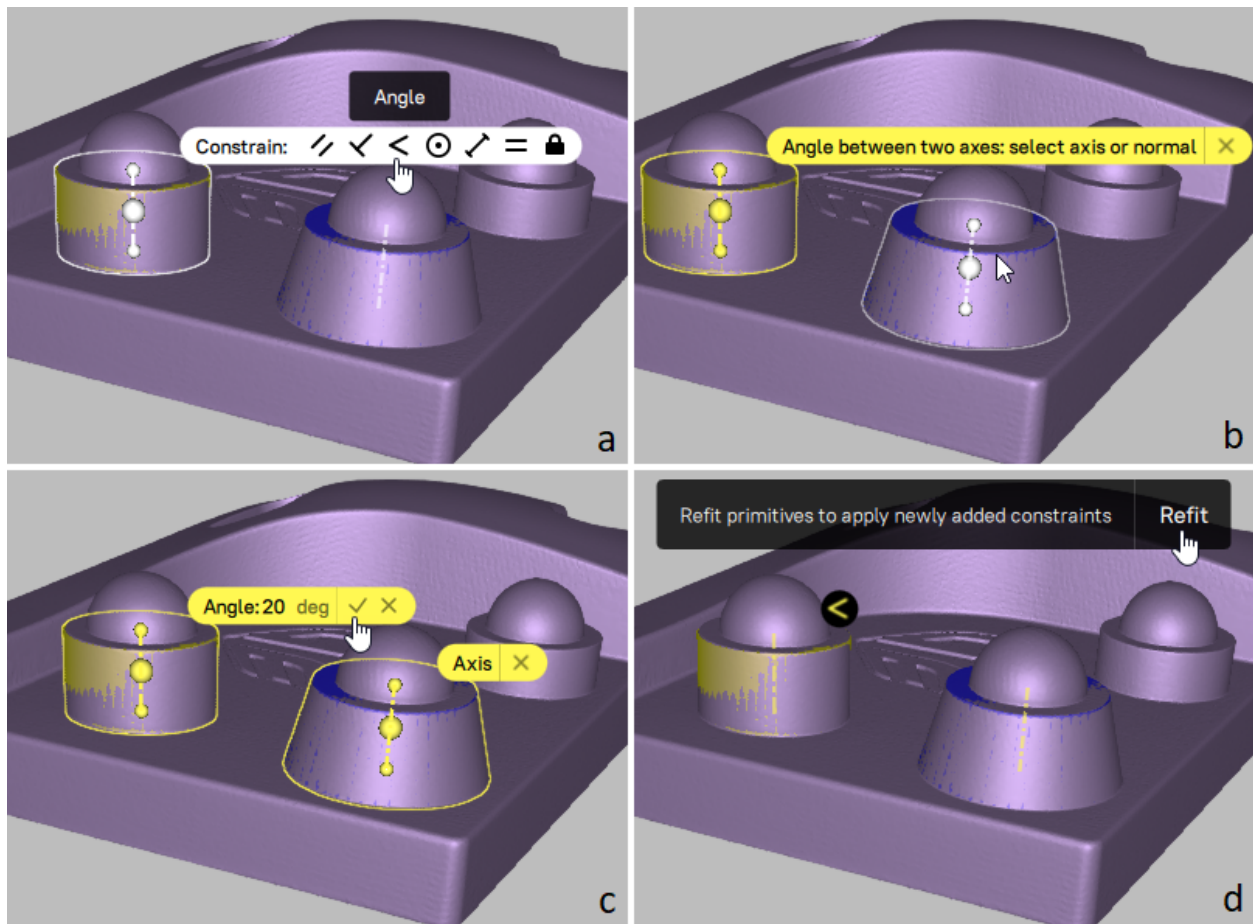 Angle
Constrain:
a
Angle between two axes: select axis or normal
b
Angle: 20 deg
Axis
c
Refit primitives to apply newly added constraints Refit
d